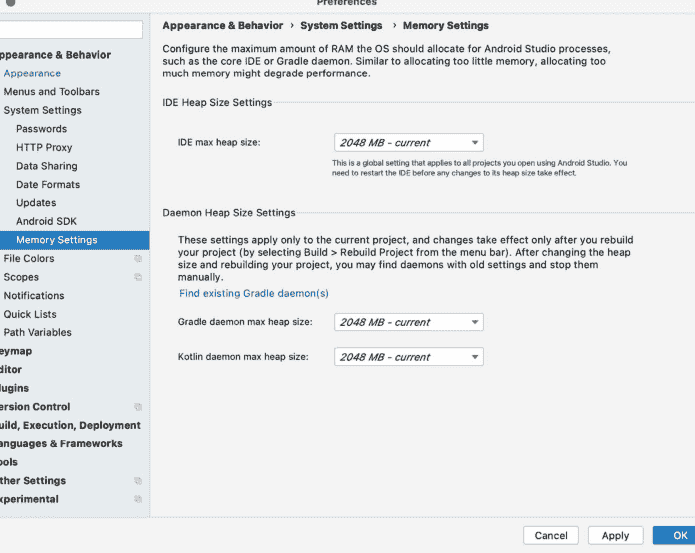 Preferences
Appearance & Behavior › System Settings › Memory Settings
Configure the maximum amount of RAM the OS should allocate for Android Studio processes,
such as the core IDE or Gradle daemon. Similar to allocating too little memory, allocating too
much memory might degrade performance.
IDE Heap Size Settings
IDE max heap size:
2048 MB - current
This is a global setting that applies to all projects you open using Android Studio. You
need to restart the IDE before any changes to its heap size take effect.
Daemon Heap Size Settings
These settings apply only to the current project, and changes take effect only after you rebuild
your project (by selecting Build > Rebuild Project from the menu bar). After changing the heap
size and rebuilding your project, you may find daemons with old settings and stop them
manually.
Find existing Gradle daemon(s)
Gradle daemon max heap size:
2048 MB - current
Kotlin daemon max heap size:
2048 MB - current
ppearance & Behavior
Appearance
Menus and Toolbars
System Settings
Passwords
HTTP Proxy
Data Sharing
Date Formats
Updates
Android SDK
Memory Settings
File Colors
Scopes
Notifications
Quick Lists
Path Variables
eymap
ditor
lugins
ersion Control
uild, Execution, Deployment
anguages & Frameworks
ools
ther Settings
xperimental
Cancel
Apply
OK